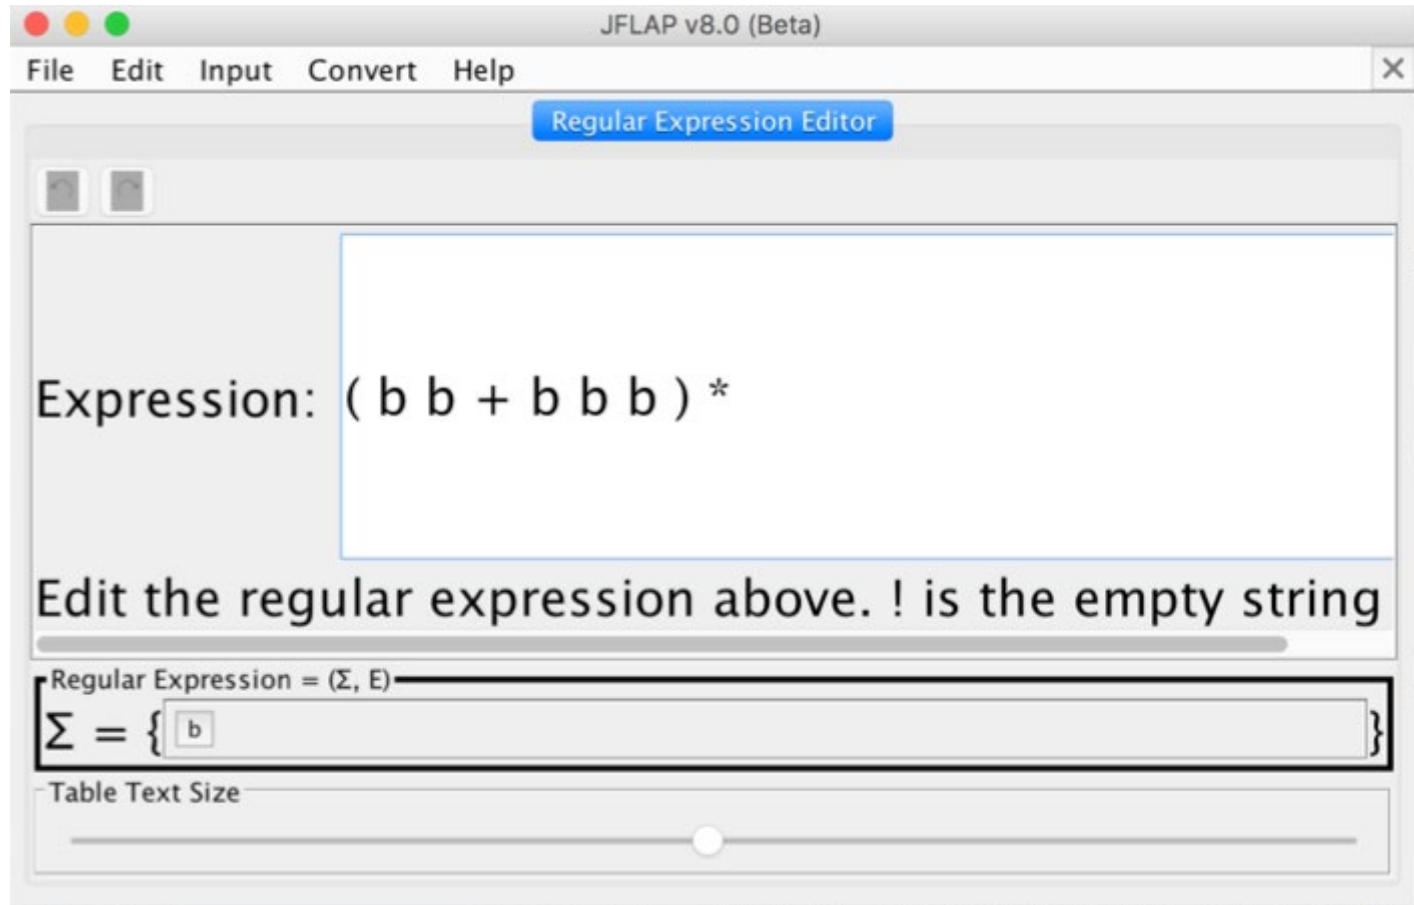 JFLAP v8.0 (Beta)
File Edit Input Convert Help
Regular Expression Editor
Expression: ( b b + b b b ) *
Edit the regular expression above. ! is the empty string
Regular Expression = (Σ, E)
Σ = { b }
Table Text Size